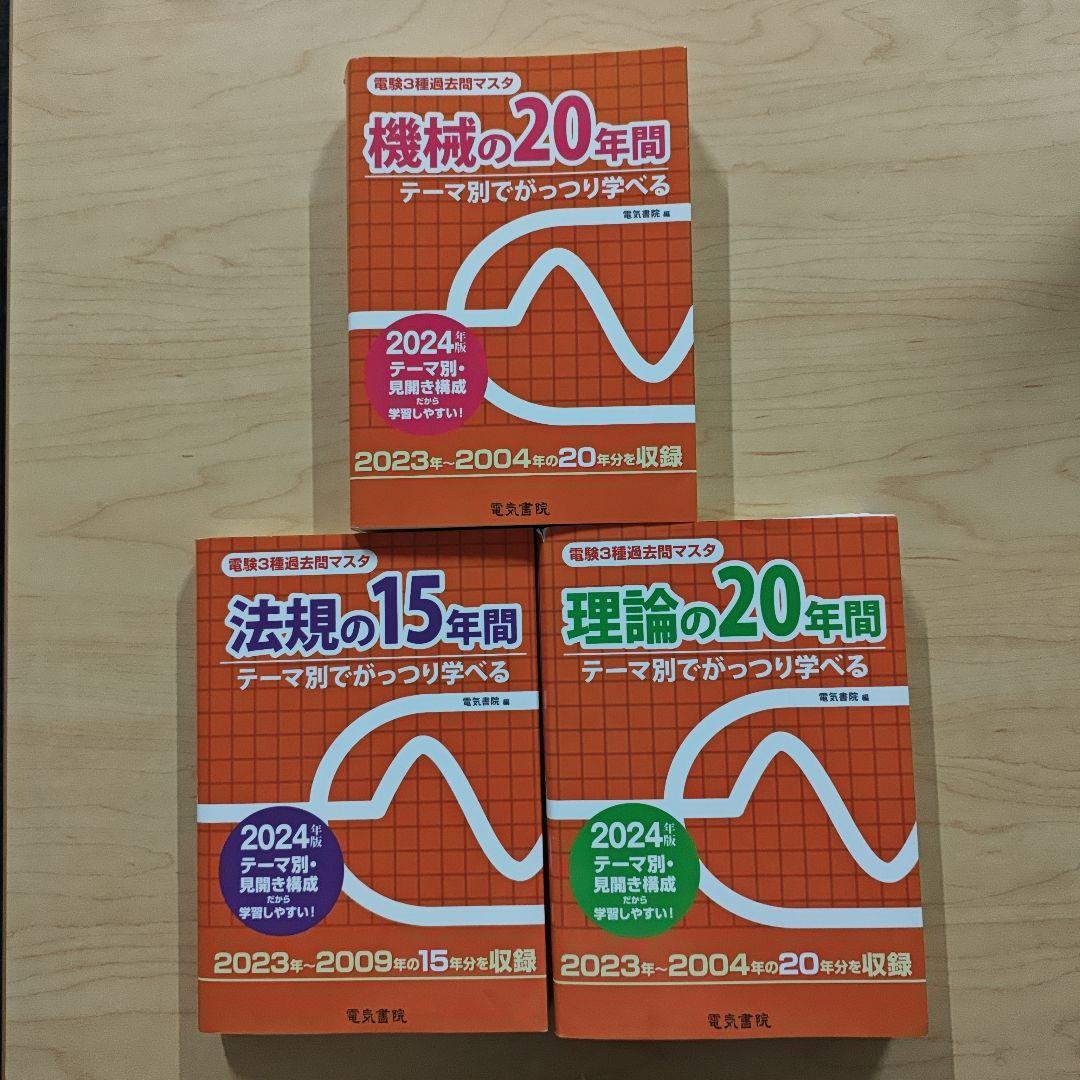 電験3種過去問マスタ
機械の20年間
テーマ別でがっつり学べる
電気書院 編
2024年版
テーマ別・
見開き構成
だから
学習しやすい!
2023年~2004年の20年分を収録
電気書院
電験3種過去問マスタ
法規の15年間
テーマ別でがっつり学べる
電気書院 編
2024年版
テーマ別・
見開き構成
だから
学習しやすい!
2023年~2009年の15年分を収録
電気書院
電験3種過去問マスタ
理論の20年間
テーマ別でがっつり学べる
電気書院 編
2024年版
テーマ別・
見開き構成
だから
学習しやすい!
2023年~2004年の20年分を収録
電気書院